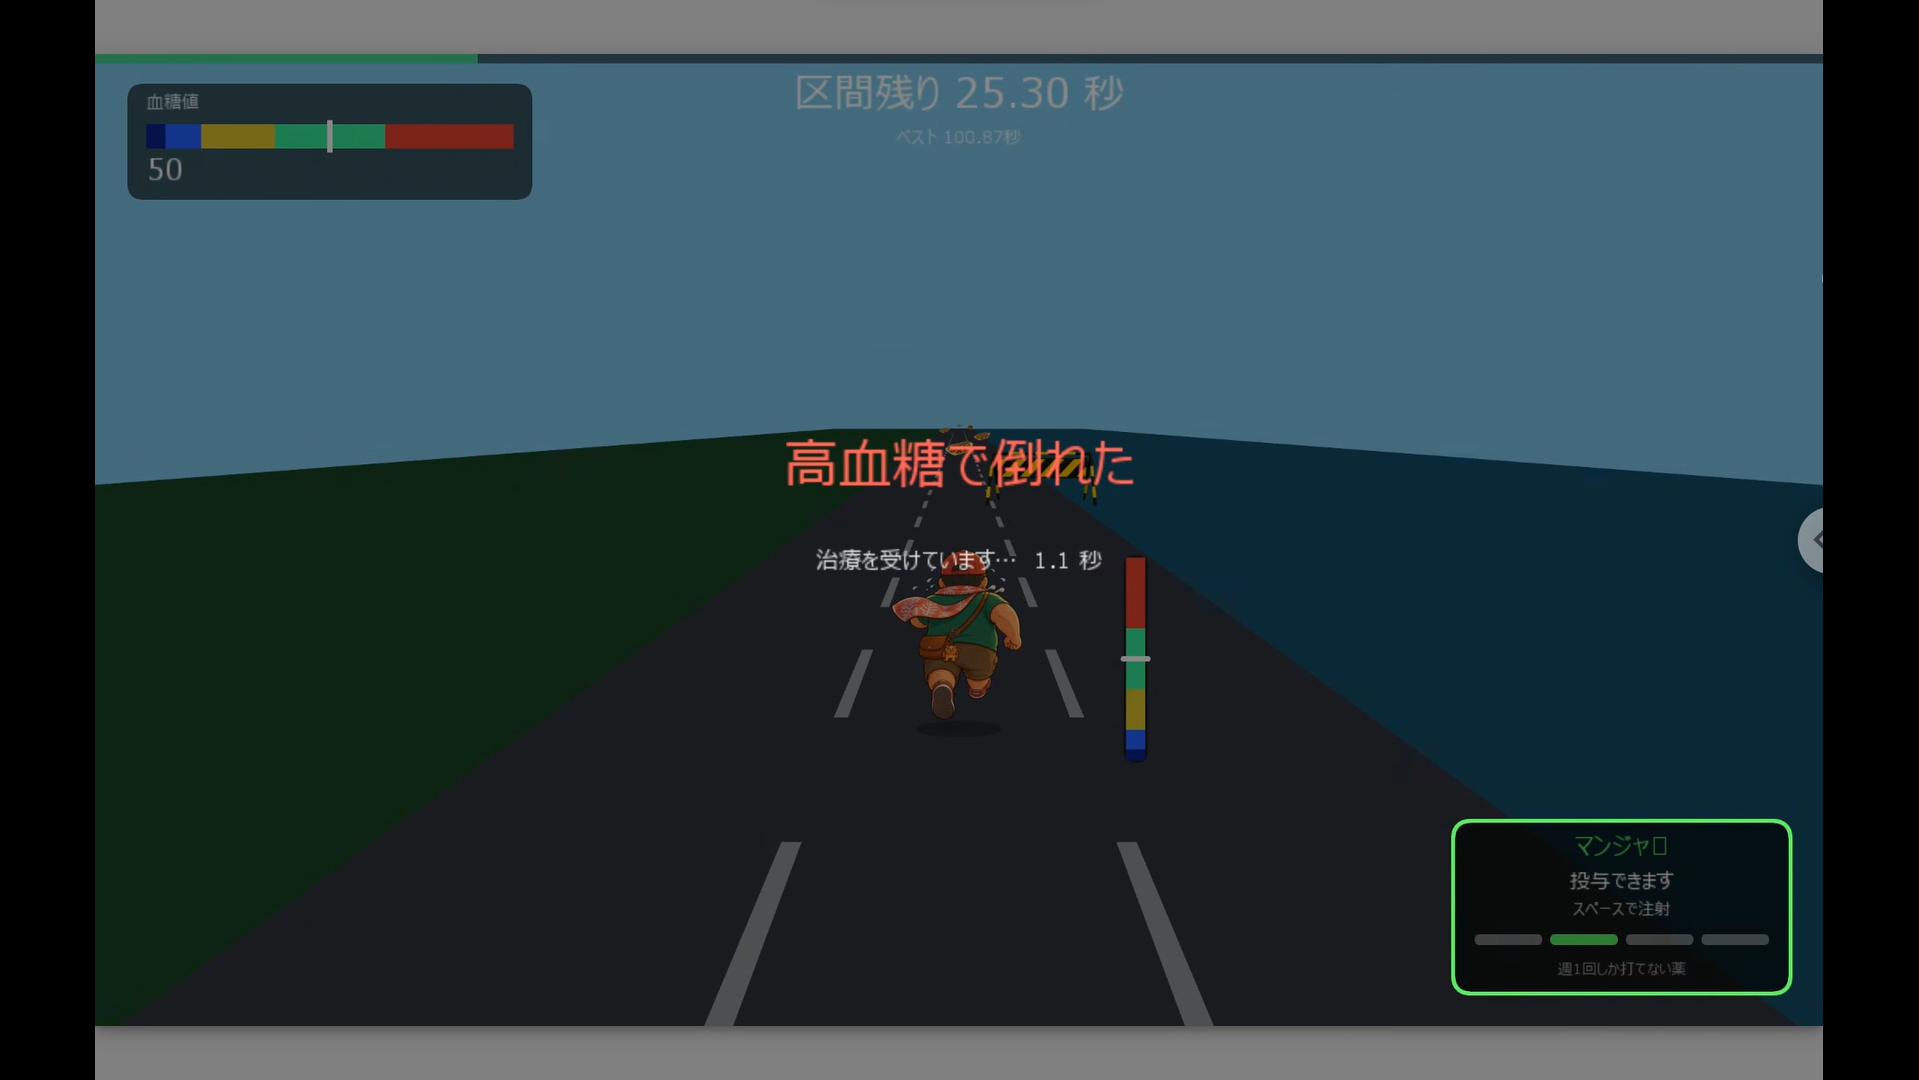 区間残り 25.30 秒
ベスト 100.87秒
血糖値
50
高血糖で倒れた
治療を受けています… 1.1 秒
マンジャ□
投与できます
スペースで注射
週1回しか打てない薬